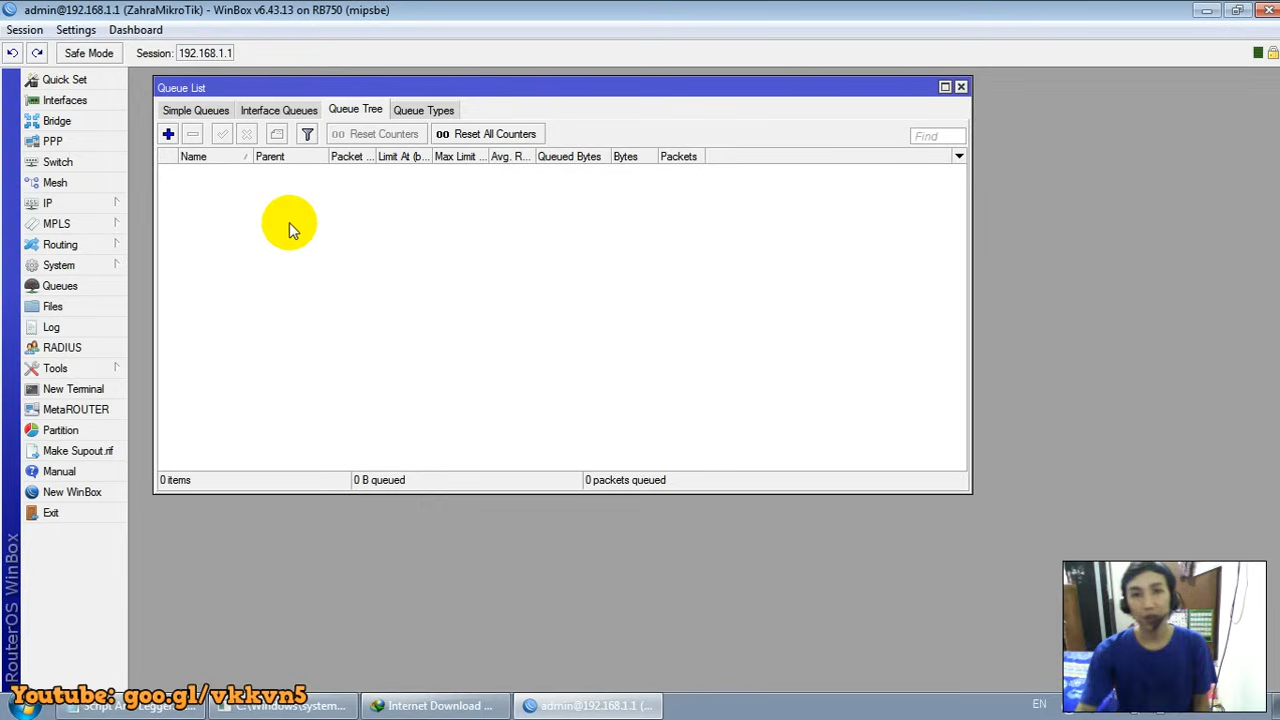 admin@192.168.1.1 (ZahraMikroTik) - WinBox v6.43.13 on RB750 (mipsbe)
Session Settings Dashboard
Safe Mode Session: 192.168.1.1
Quick Set
Interfaces
Bridge
PPP
Switch
Mesh
IP
MPLS
Routing
System
Queues
Files
Log
RADIUS
Tools
New Terminal
MetaROUTER
Partition
Make Supout.rif
Manual
New WinBox
Exit
RouterOS WinBox
Queue List
Simple Queues Interface Queues Queue Tree Queue Types
00 Reset Counters 00 Reset All Counters Find
Name / Parent Packet ... Limit At (b... Max Limit ... Avg. R... Queued Bytes Bytes Packets
0 items 0 B queued 0 packets queued
Youtube: goo.gl/vkkvn5
C:\Windows\system... Internet Download ... admin@192.168.1.1 (... EN